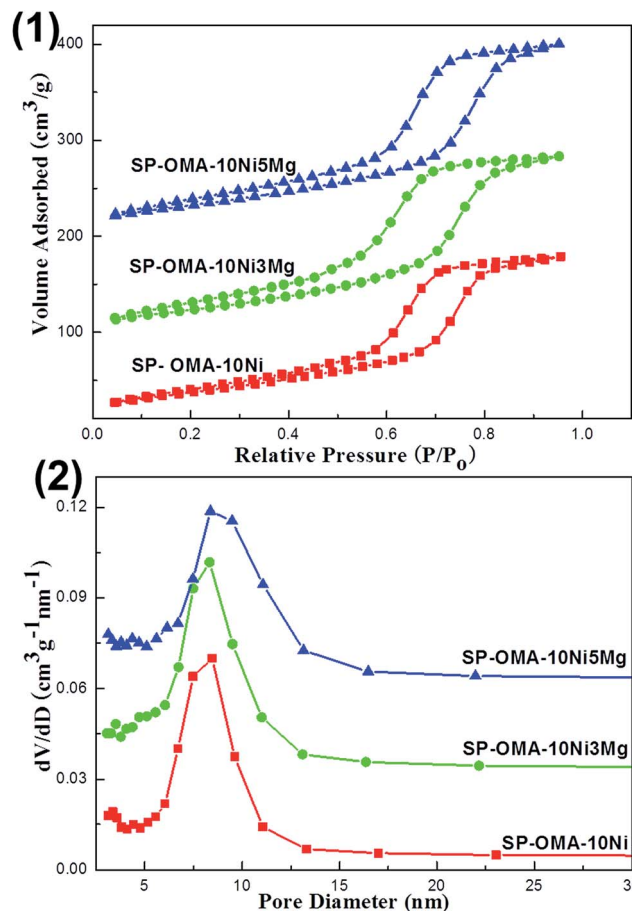 (1)
400
300
200
100
Volume Adsorbed (cm³/g)
SP-OMA-10Ni5Mg
SP-OMA-10Ni3Mg
SP- OMA-10Ni
0.0 0.2 0.4 0.6 0.8 1.0
Relative Pressure (P/Pₒ)
(2)
0.12
0.09
0.06
0.03
0.00
dV/dD (cm³g⁻¹nm⁻¹)
SP-OMA-10Ni5Mg
SP-OMA-10Ni3Mg
SP-OMA-10Ni
5 10 15 20 25 3
Pore Diameter (nm)